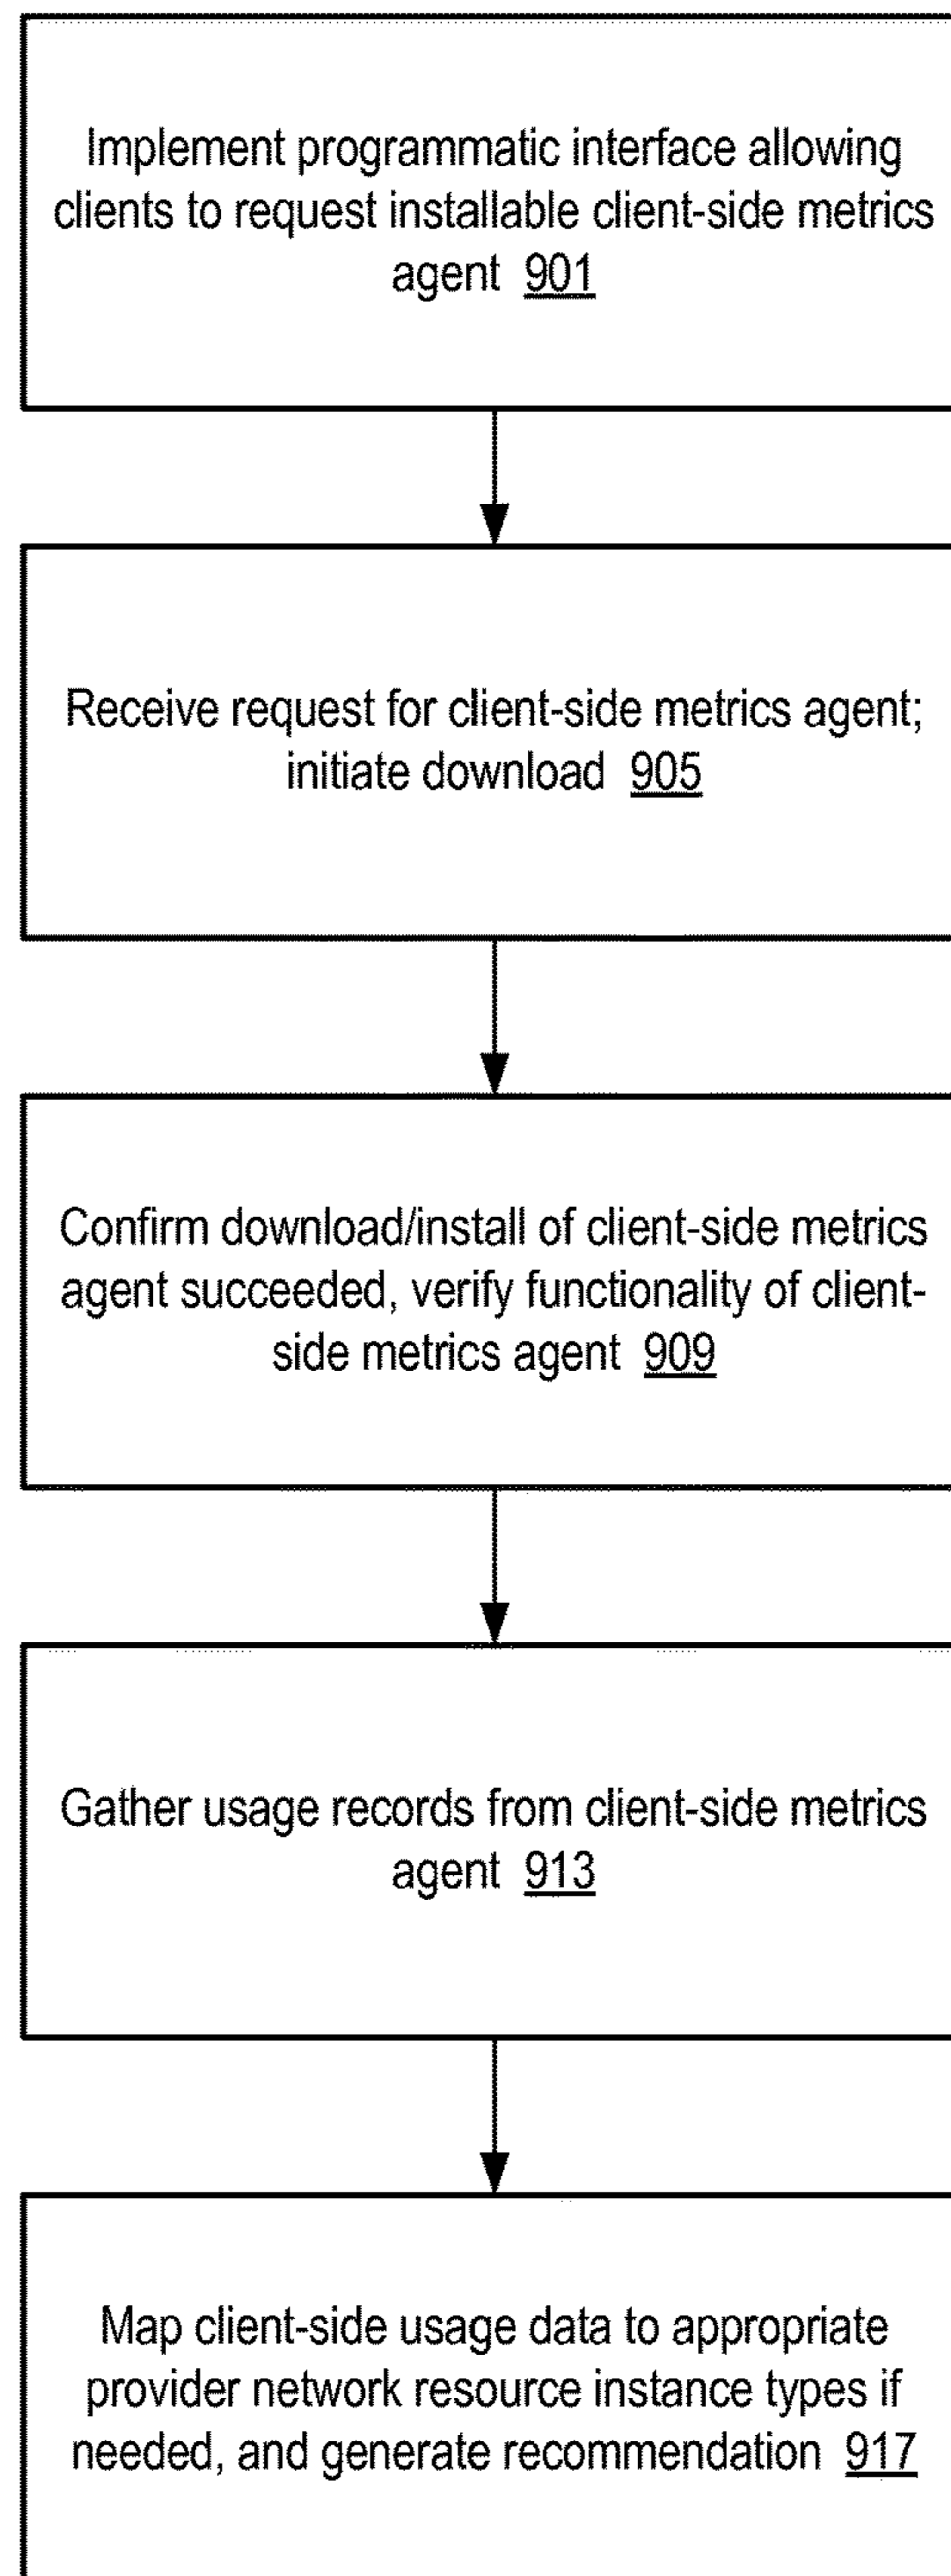 Implement programmatic interface allowing
clients to request installable client-side metrics
agent 901
Receive request for client-side metrics agent;
initiate download 905
Confirm download/install of client-side metrics
agent succeeded, verify functionality of client-
side metrics agent 909
Gather usage records from client-side metrics
agent 913
Map client-side usage data to appropriate
provider network resource instance types if
needed, and generate recommendation 917